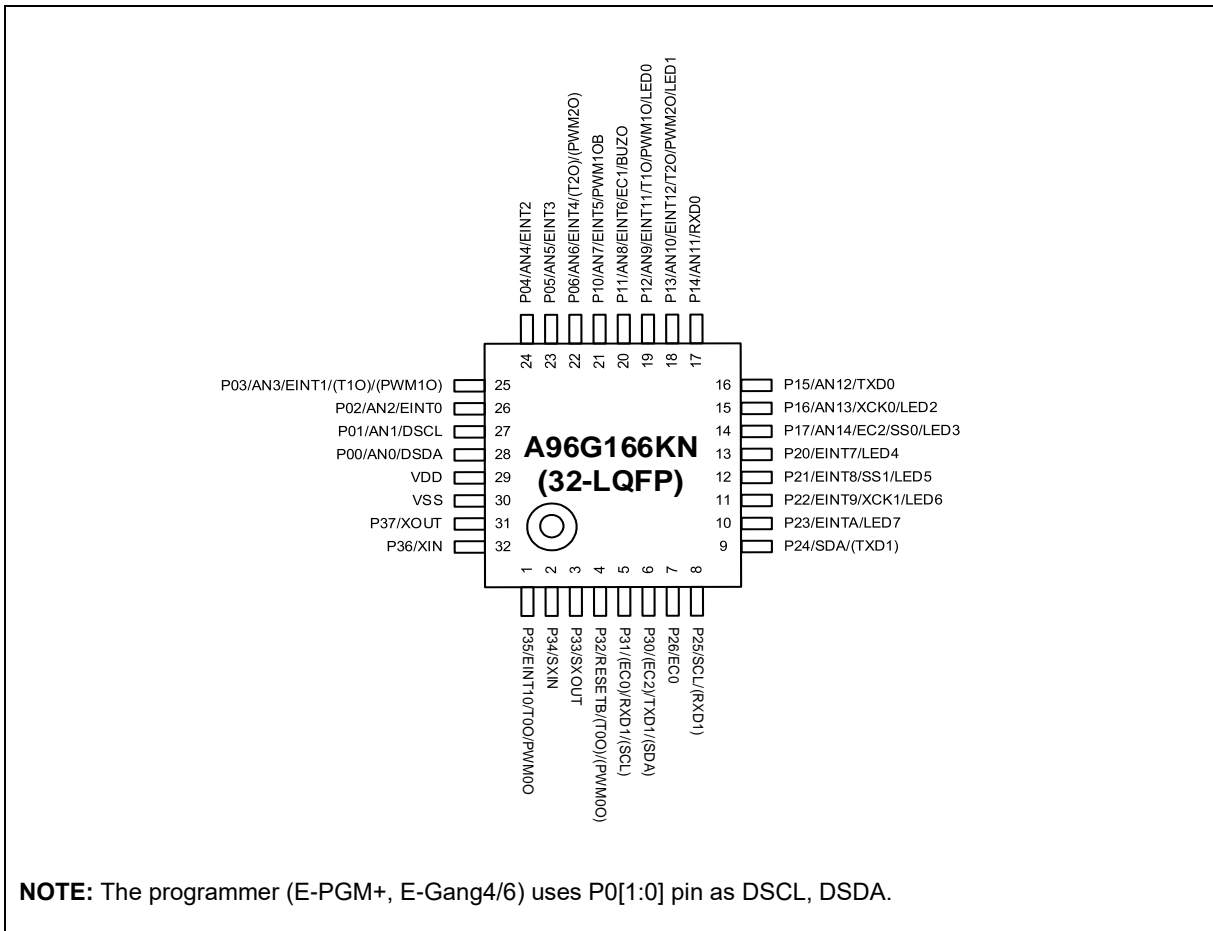 P04/AN4/EINT2
P05/AN5/EINT3
P06/AN6/EINT4/(T2O)/(PWM2O)
P10/AN7/EINT5/PWM1OB
P11/AN8/EINT6/EC1/BUZO
P12/AN9/EINT11/T1O/PWM1O/LED0
P13/AN10/EINT12/T2O/PWM2O/LED1
P14/AN11/RXD0
24
23
22
21
20
19
18
17
P03/AN3/EINT1/(T1O)/(PWM1O)
25
P02/AN2/EINT0
26
P01/AN1/DSCL
27
P00/AN0/DSDA
28
VDD
29
VSS
30
P37/XOUT
31
P36/XIN
32
A96G166KN
(32-LQFP)
16
P15/AN12/TXD0
15
P16/AN13/XCK0/LED2
14
P17/AN14/EC2/SS0/LED3
13
P20/EINT7/LED4
12
P21/EINT8/SS1/LED5
11
P22/EINT9/XCK1/LED6
10
P23/EINTA/LED7
9
P24/SDA/(TXD1)
1
2
3
4
5
6
7
8
P35/EINT10/T0O/PWM0O
P34/SXIN
P33/SXOUT
P32/RESETB/(T0O)/(PWM0O)
P31/(EC0)/RXD1/(SCL)
P30/(EC2)/TXD1/(SDA)
P26/EC0
P25/SCL/(RXD1)
NOTE: The programmer (E-PGM+, E-Gang4/6) uses P0[1:0] pin as DSCL, DSDA.